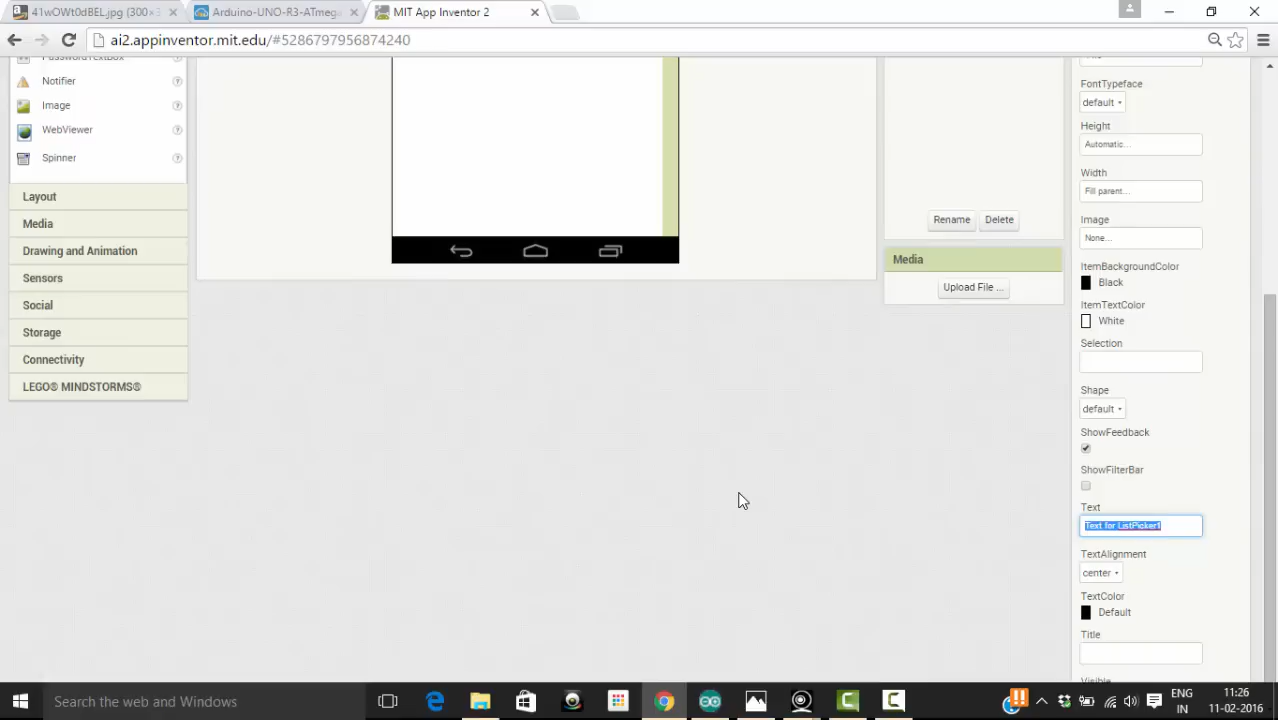 41wOWt0dBEL.jpg (300×3
Arduino-UNO-R3-ATmega
MIT App Inventor 2
ai2.appinventor.mit.edu/#5286797956874240
PasswordTextBox
Notifier
Image
WebViewer
Spinner
Layout
Media
Drawing and Animation
Sensors
Social
Storage
Connectivity
LEGO® MINDSTORMS®
Rename Delete
Media
Upload File ...
FontTypeface
default
Height
Automatic...
Width
Fill parent...
Image
None...
ItemBackgroundColor
Black
ItemTextColor
White
Selection
Shape
default
ShowFeedback
ShowFilterBar
Text
Text for ListPicker1
TextAlignment
center
TextColor
Default
Title
Visible
Search the web and Windows
ENG
IN
11:26
11-02-2016